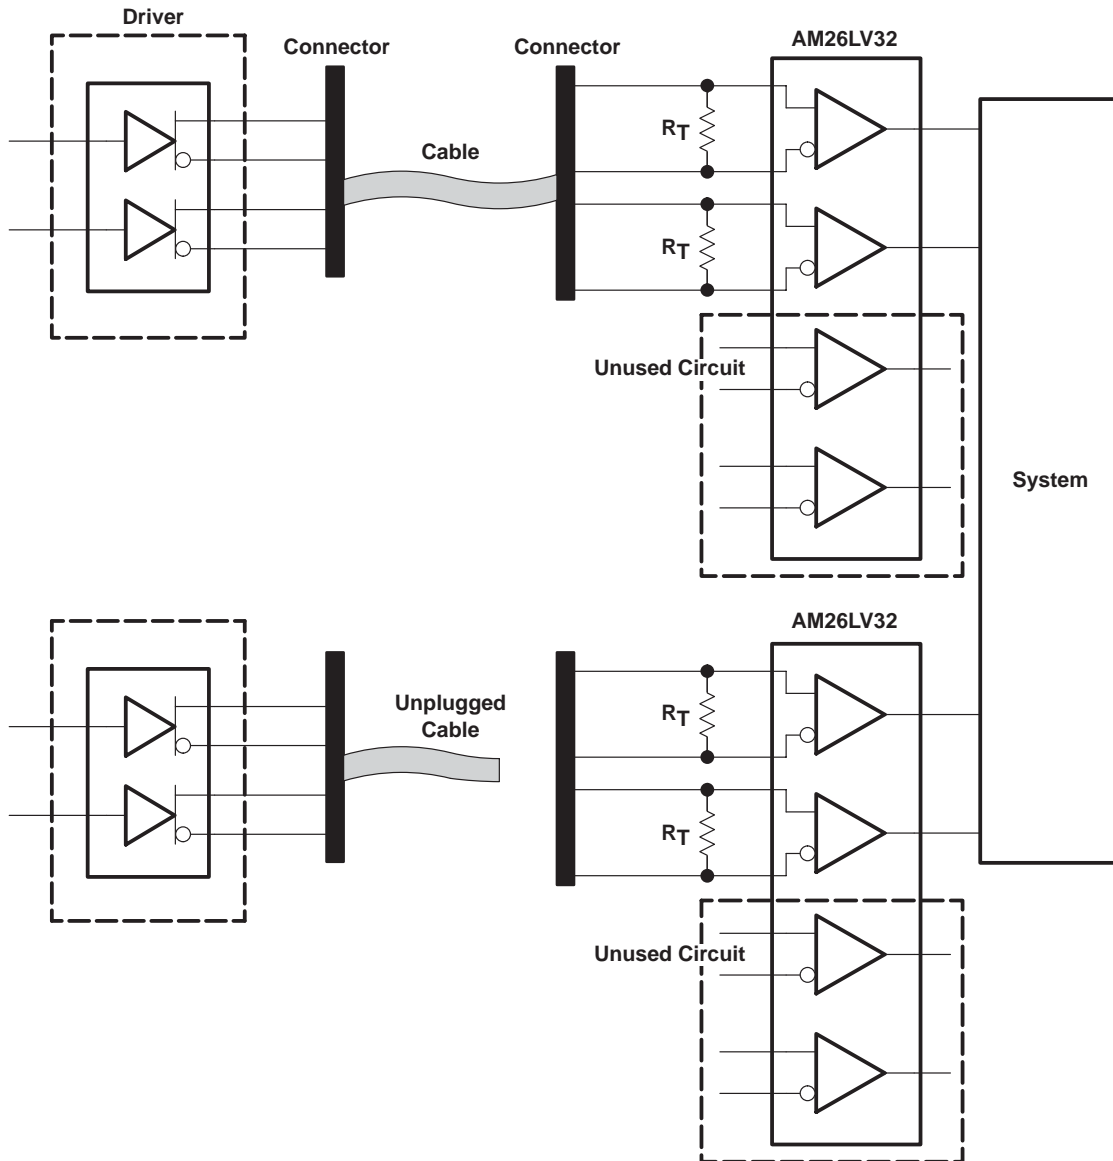 Driver
Connector
Connector
AM26LV32
RT
Cable
RT
Unused Circuit
System
AM26LV32
Unplugged
Cable
RT
RT
Unused Circuit